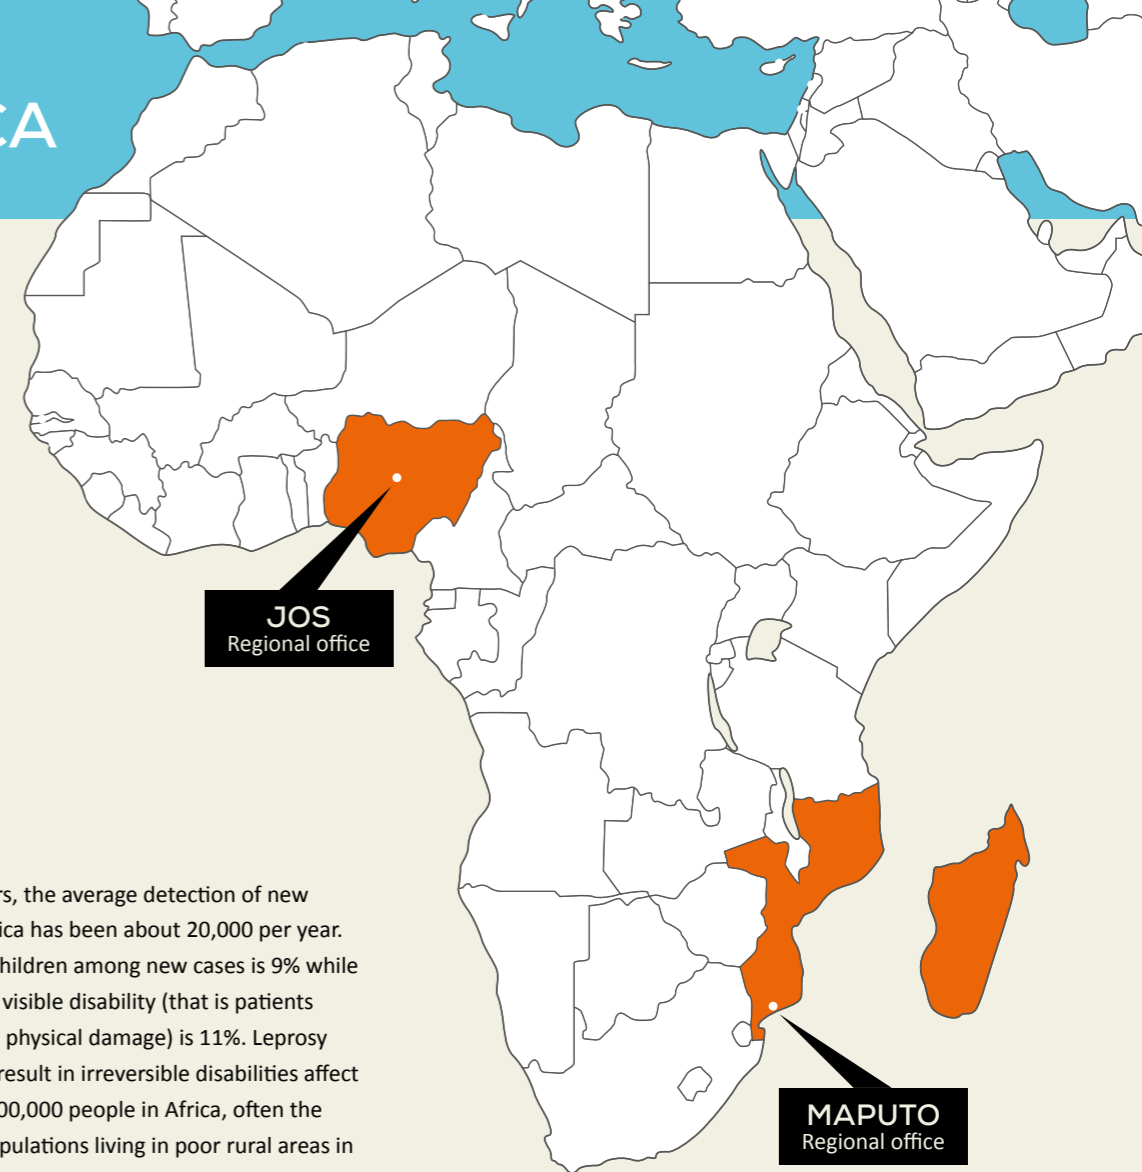 CA
JOS
Regional office
rs, the average detection of new
ica has been about 20,000 per year.
hildren among new cases is 9% while
visible disability (that is patients
physical damage) is 11%. Leprosy
result in irreversible disabilities affect
00,000 people in Africa, often the
pulations living in poor rural areas in
MAPUTO
Regional office